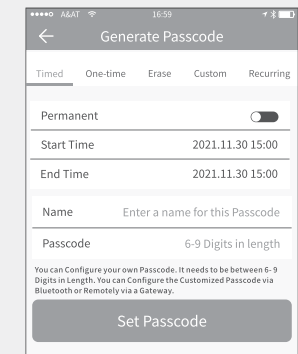 A&AT 16:59
Generate Passcode
Timed One-time Erase Custom Recurring
Permanent
Start Time 2021.11.30 15:00
End Time 2021.11.30 15:00
Name Enter a name for this Passcode
Passcode 6-9 Digits in length
You can Configure your own Passcode. It needs to be between 6- 9
Digits in Length. You can Configure the Customized Passcode via
Bluetooth or Remotely via a Gateway.
Set Passcode